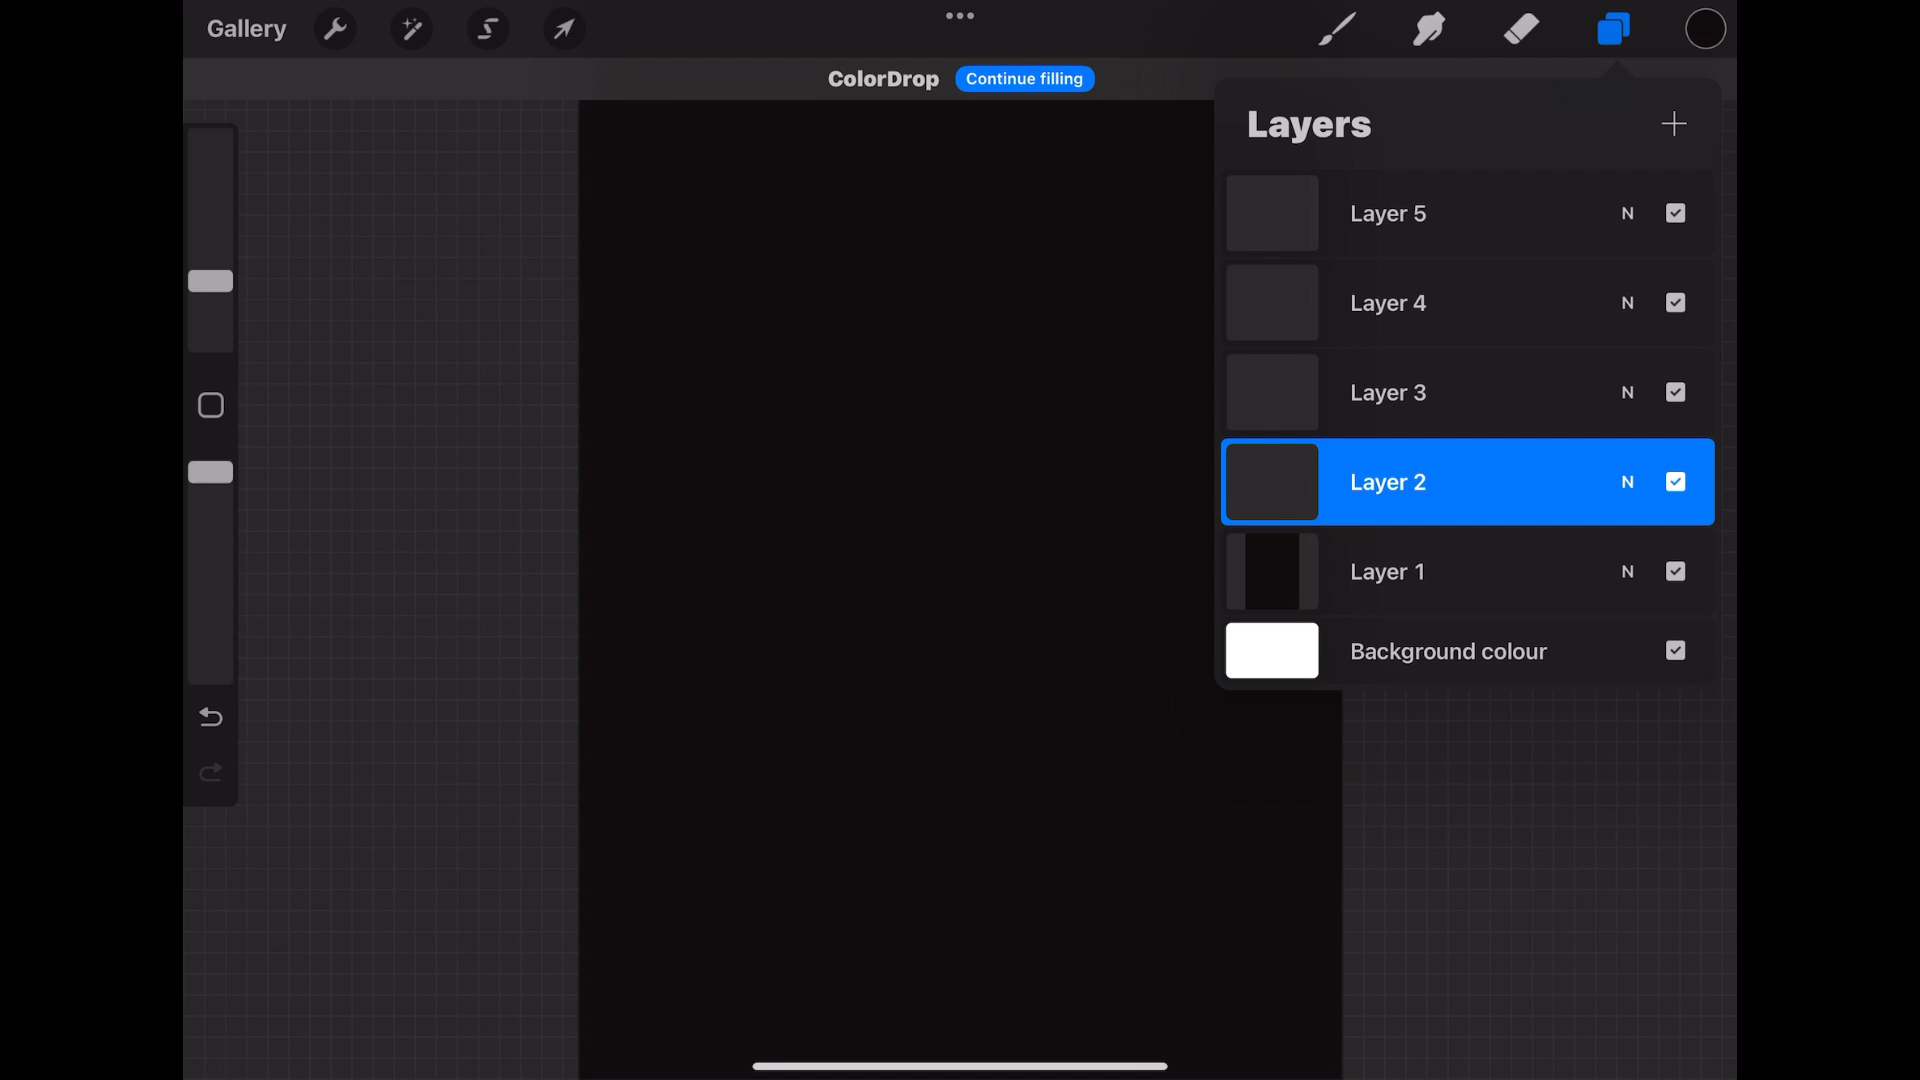 Gallery
ColorDrop Continue filling
Layers
Layer 5 N
Layer 4 N
Layer 3 N
Layer 2 N
Layer 1 N
Background colour